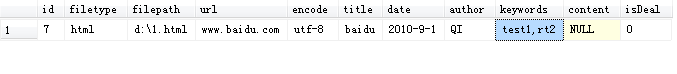 id filetype filepath url encode title date author keywords content isDeal
1 7 html d:\1.html www.baidu.com utf-8 baidu 2010-9-1 QI test1,rt2 NULL 0